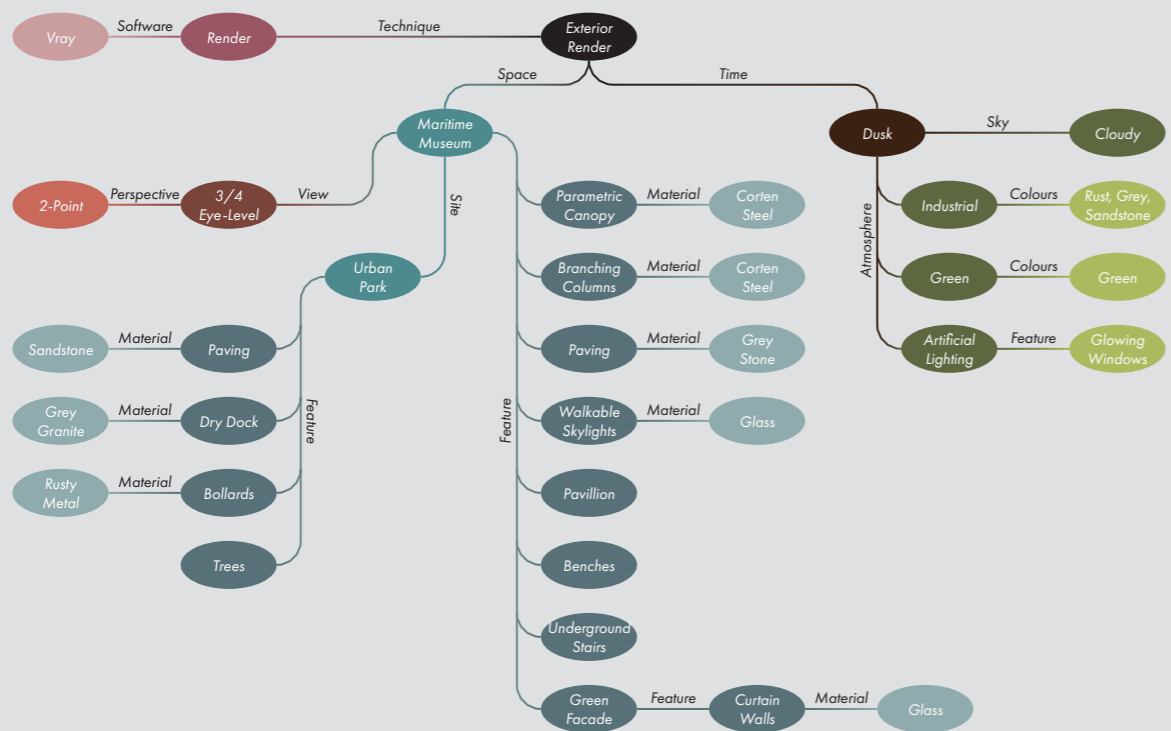 Vray
Software
Render
Technique
Exterior
Render
Space
Time
Maritime
Museum
Dusk
Sky
Cloudy
2-Point
Perspective
3/4
Eye-Level
View
Site
Parametric
Canopy
Material
Corten
Steel
Atmosphere
Industrial
Colours
Rust, Grey,
Sandstone
Urban
Park
Branching
Columns
Material
Corten
Steel
Green
Colours
Green
Sandstone
Material
Paving
Paving
Material
Grey
Stone
Artificial
Lighting
Feature
Glowing
Windows
Grey
Granite
Material
Dry Dock
Feature
Feature
Walkable
Skylights
Material
Glass
Rusty
Metal
Material
Bollards
Pavillion
Trees
Benches
Underground
Stairs
Green
Facade
Feature
Curtain
Walls
Material
Glass